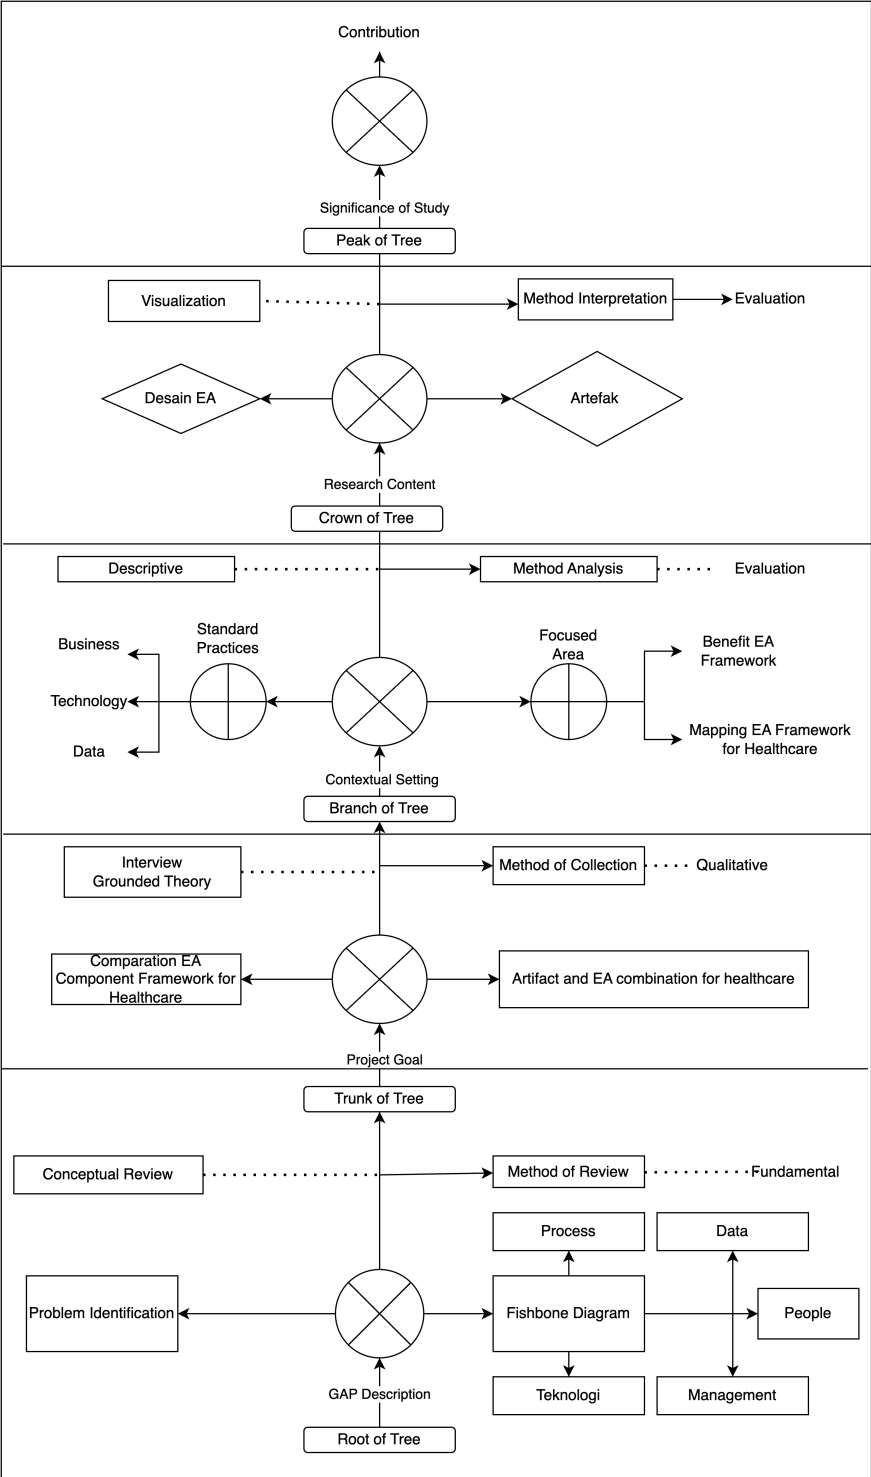 Contribution
Significance of Study
Peak of Tree
Visualization
Method Interpretation
Evaluation
Desain EA
Artefak
Research Content
Crown of Tree
Descriptive
Method Analysis
Evaluation
Business
Technology
Data
Standard
Practices
Focused
Area
Benefit EA
Framework
Mapping EA Framework
for Healthcare
Contextual Setting
Branch of Tree
Interview
Grounded Theory
Method of Collection
Qualitative
Comparation EA
Component Framework for
Healthcare
Artifact and EA combination for healthcare
Project Goal
Trunk of Tree
Conceptual Review
Method of Review
Fundamental
Process
Data
Problem Identification
Fishbone Diagram
People
Teknologi
Management
GAP Description
Root of Tree